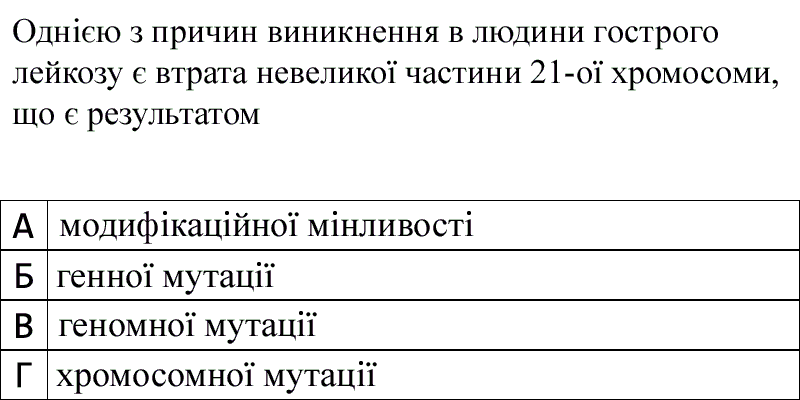 Однією з причин виникнення в людини гострого
лейкозу є втрата невеликої частини 21-ої хромосоми,
що є результатом
А модифікаційної мінливості
Б генної мутації
В геномної мутації
Г хромосомної мутації